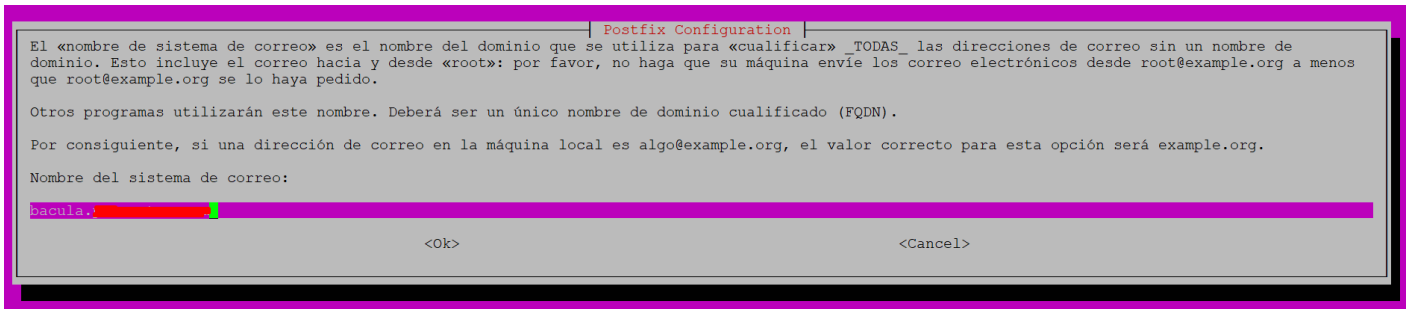 Postfix Configuration
El «nombre de sistema de correo» es el nombre del dominio que se utiliza para «cualificar» _TODAS_ las direcciones de correo sin un nombre de
dominio. Esto incluye el correo hacia y desde «root»: por favor, no haga que su máquina envíe los correo electrónicos desde root@example.org a menos
que root@example.org se lo haya pedido.
Otros programas utilizarán este nombre. Deberá ser un único nombre de dominio cualificado (FQDN).
Por consiguiente, si una dirección de correo en la máquina local es algo@example.org, el valor correcto para esta opción será example.org.
Nombre del sistema de correo:
bacula.
<Ok> <Cancel>